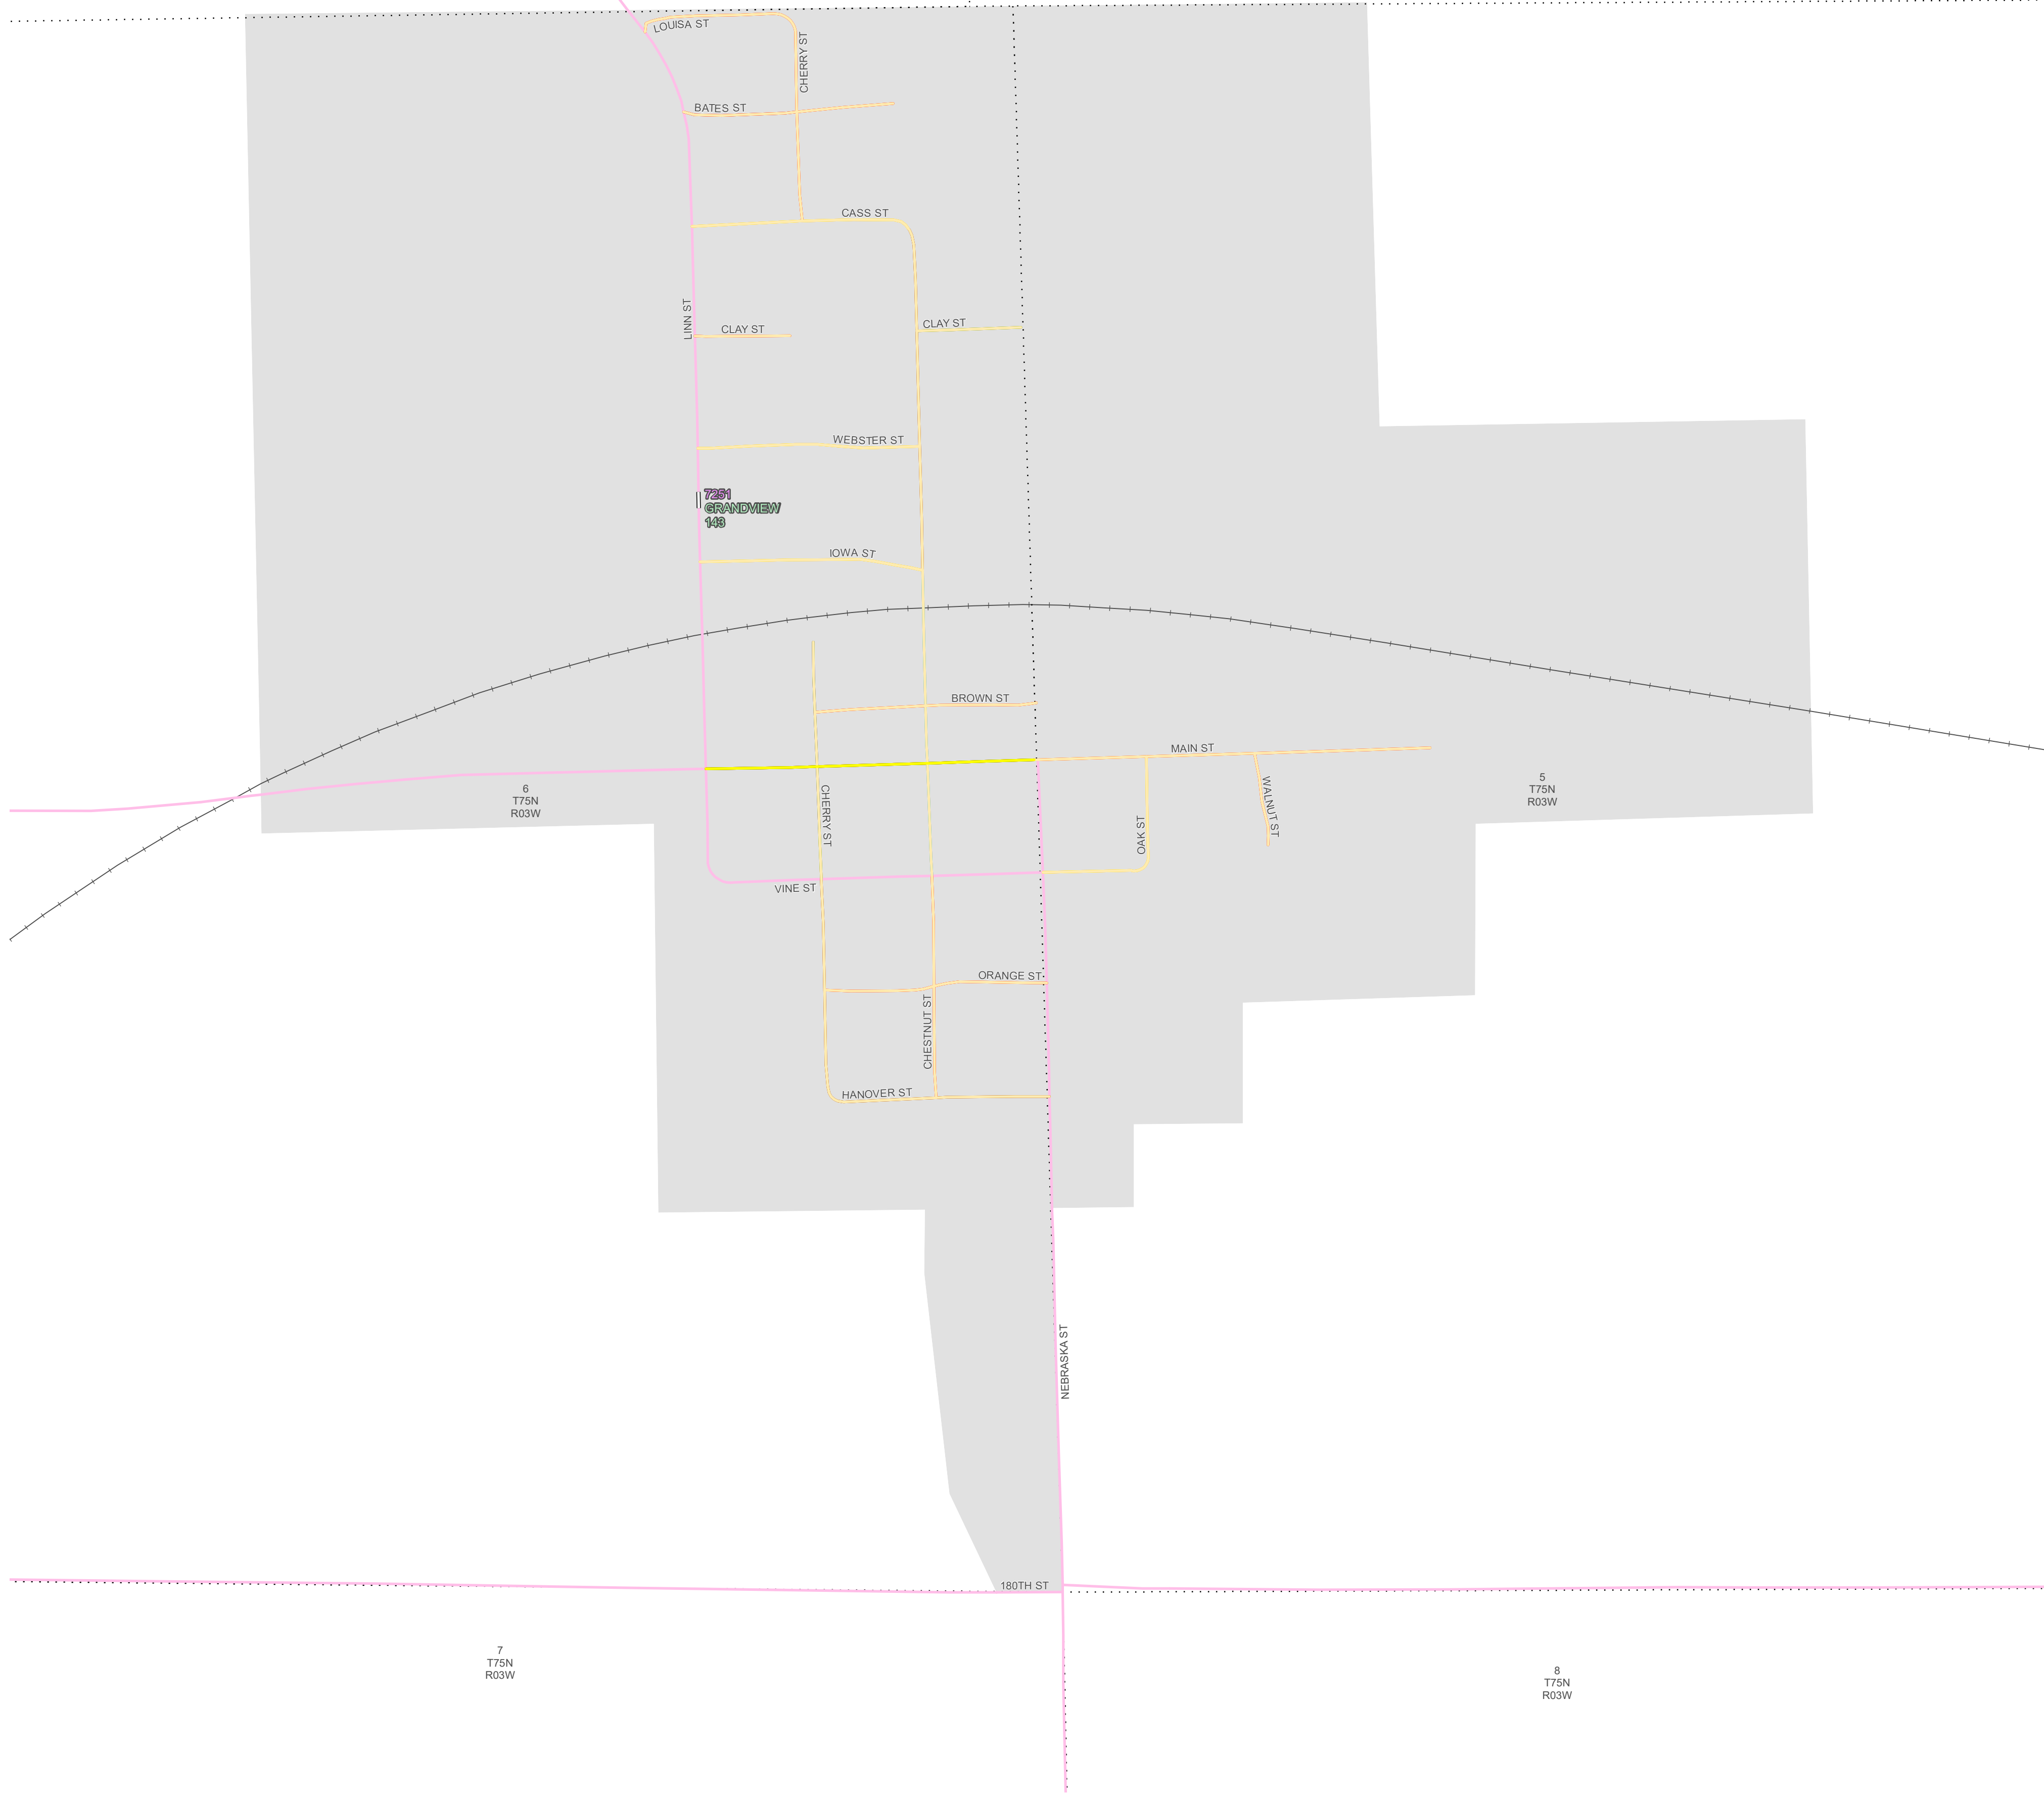 LOUISA ST
CHERRY ST
BATES ST
CASS ST
LINN ST
CLAY ST
CLAY ST
WEBSTER ST
7251
GRANDVIEW
143
IOWA ST
BROWN ST
MAIN ST
6
T75N
R03W
CHERRY ST
OAK ST
WALNUT ST
5
T75N
R03W
VINE ST
ORANGE ST
CHESTNUT ST
HANOVER ST
NEBRASKA ST
180TH ST
7
T75N
R03W
8
T75N
R03W